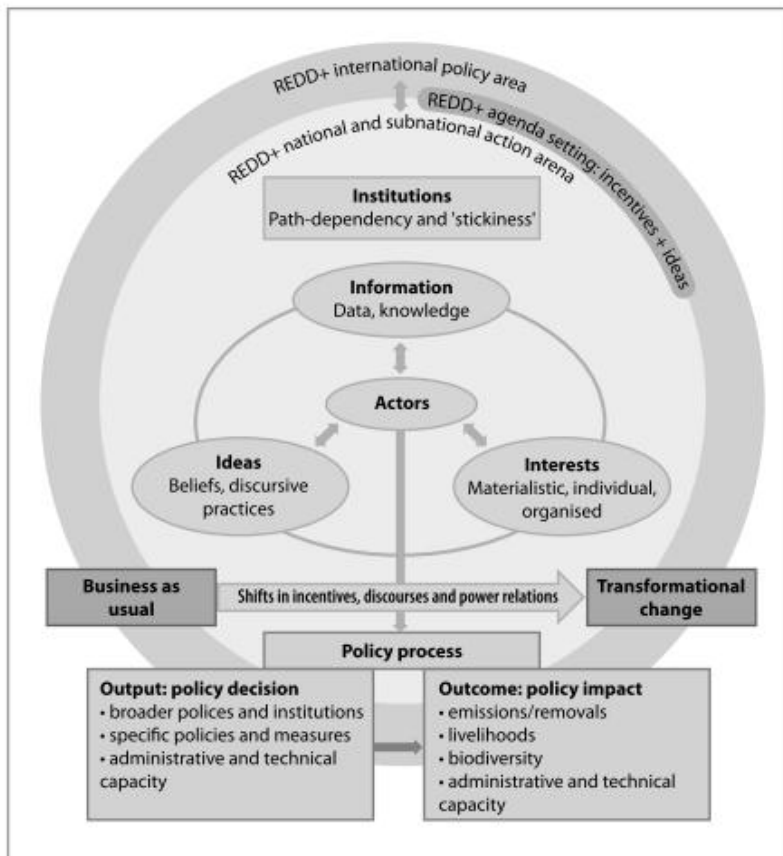 REDD+ international policy area
REDD+ agenda setting: incentives + ideas
REDD+ national and subnational action arena
Institutions
Path-dependency and 'stickiness'
Information
Data, knowledge
Actors
Ideas
Beliefs, discursive
practices
Interests
Materialistic, individual,
organised
Business as
usual
Shifts in incentives, discourses and power relations
Transformational
change
Policy process
Output: policy decision
• broader polices and institutions
• specific policies and measures
• administrative and technical
capacity
Outcome: policy impact
• emissions/removals
• livelihoods
• biodiversity
• administrative and technical
capacity